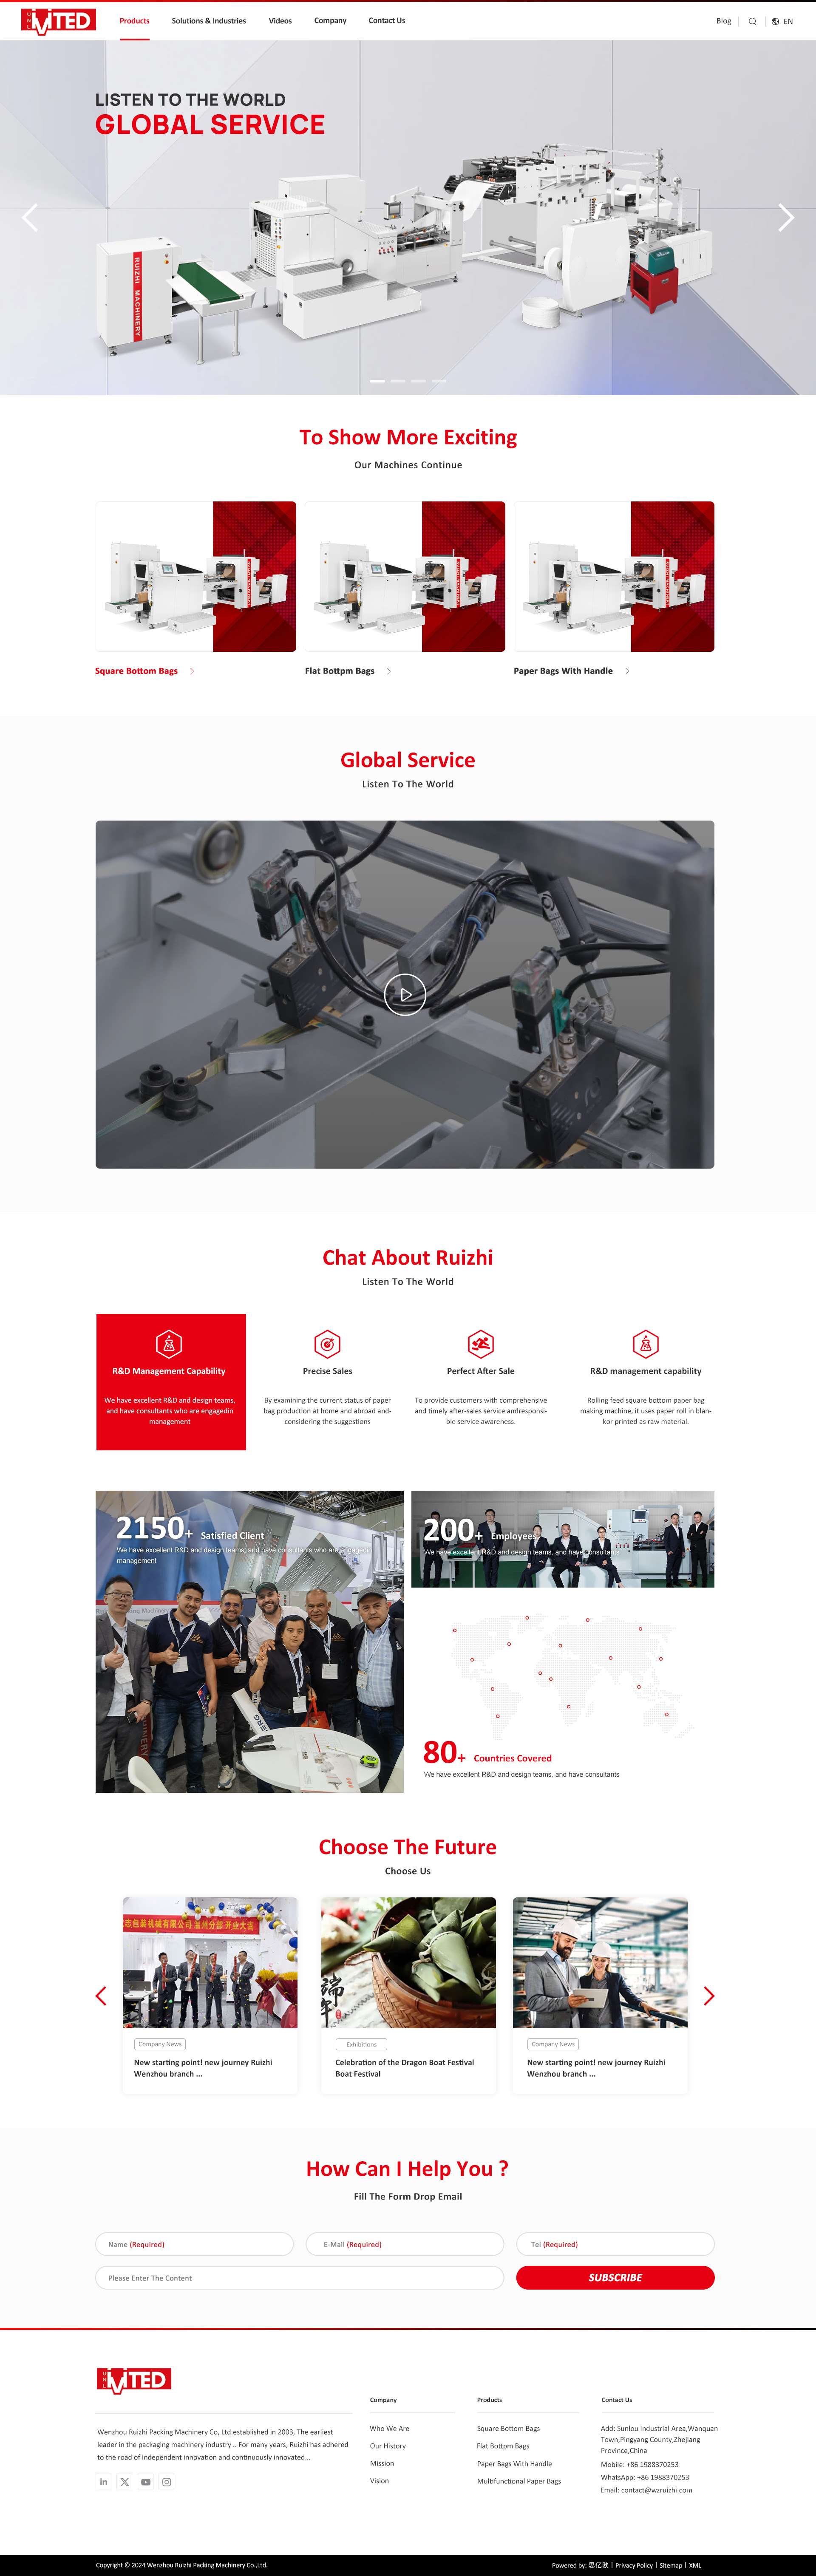 UNLIMITED
Products
Solutions & Industries
Videos
Company
Contact Us
Blog
EN
LISTEN TO THE WORLD
GLOBAL SERVICE
RUIZHI MACHINERY
To Show More Exciting
Our Machines Continue
Square Bottom Bags
Flat Bottpm Bags
Paper Bags With Handle
Global Service
Listen To The World
Chat About Ruizhi
Listen To The World
R&D Management Capability
We have excellent R&D and design teams,
and have consultants who are engagedin
management
Precise Sales
By examining the current status of paper
bag production at home and abroad and-
considering the suggestions
Perfect After Sale
To provide customers with comprehensive
and timely after-sales service andresponsi-
ble service awareness.
R&D management capability
Rolling feed square bottom paper bag
making machine, it uses paper roll in blan-
kor printed as raw material.
2150+ Satisfied Client
We have excellent R&D and design teams, and have consultants who are engagedin
management
200+ Employees
We have excellent R&D and design teams, and have consultants
80+ Countries Covered
We have excellent R&D and design teams, and have consultants
Choose The Future
Choose Us
Company News
New starting point! new journey Ruizhi
Wenzhou branch ...
Exhibitions
Celebration of the Dragon Boat Festival
Boat Festival
Company News
New starting point! new journey Ruizhi
Wenzhou branch ...
How Can I Help You ?
Fill The Form Drop Email
Name (Required)
E-Mail (Required)
Tel (Required)
Please Enter The Content
SUBSCRIBE
Wenzhou Ruizhi Packing Machinery Co, Ltd.established in 2003, The earliest
leader in the packaging machinery industry .. For many years, Ruizhi has adhered
to the road of independent innovation and continuously innovated...
Company
Who We Are
Our History
Mission
Vision
Products
Square Bottom Bags
Flat Bottpm Bags
Paper Bags With Handle
Multifunctional Paper Bags
Contact Us
Add: Sunlou Industrial Area,Wanquan
Town,Pingyang County,Zhejiang
Province,China
Mobile: +86 1988370253
WhatsApp: +86 1988370253
Email: contact@wzruizhi.com
Copyright © 2024 Wenzhou Ruizhi Packing Machinery Co.,Ltd.
Powered by: 思亿欧 | Privacy Policy | Sitemap | XML